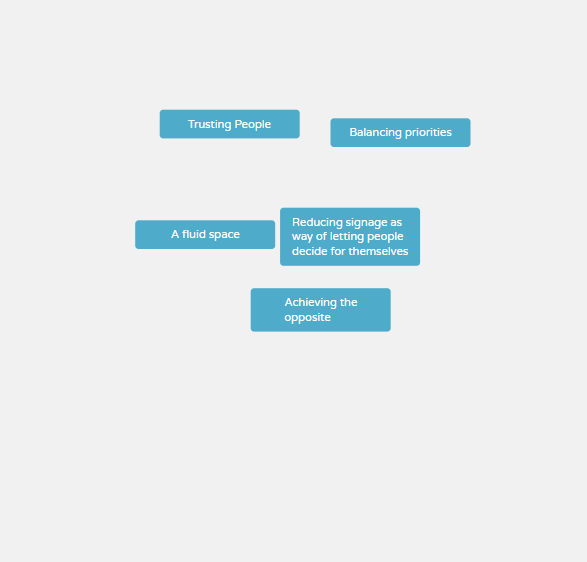 Trusting People
Balancing priorities
A fluid space
Reducing signage as
way of letting people
decide for themselves
Achieving the
opposite